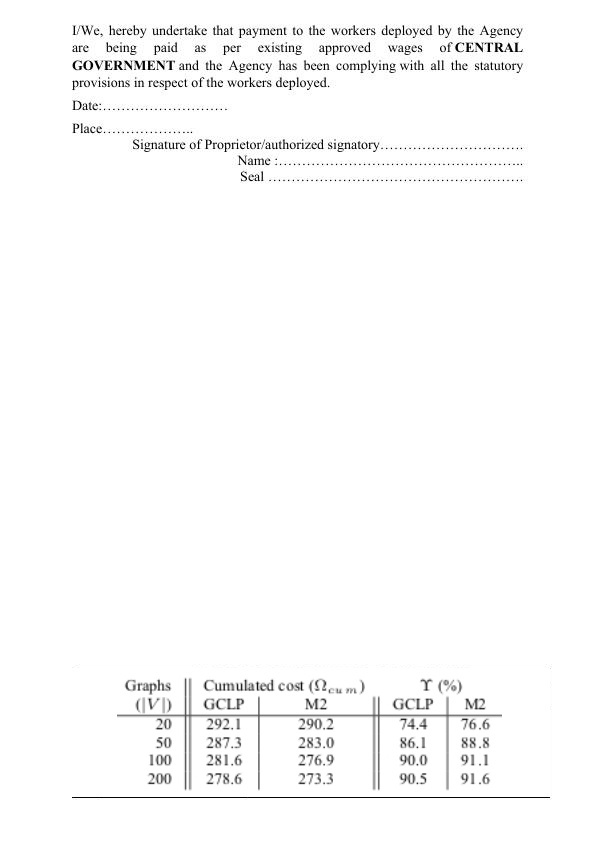 I/We, hereby undertake that payment to the workers deployed by the Agency
are being paid as per existing approved wages of CENTRAL
GOVERNMENT and the Agency has been complying with all the statutory
provisions in respect of the workers deployed.
Date:………………………
Place………………..
Signature of Proprietor/authorized signatory………………………….
Name :……………………………………………..
Seal ……………………………………………….
Graphs Cumulated cost (Ωcum) ϒ (%)
(|V|) GCLP M2 GCLP M2
20 292.1 290.2 74.4 76.6
50 287.3 283.0 86.1 88.8
100 281.6 276.9 90.0 91.1
200 278.6 273.3 90.5 91.6